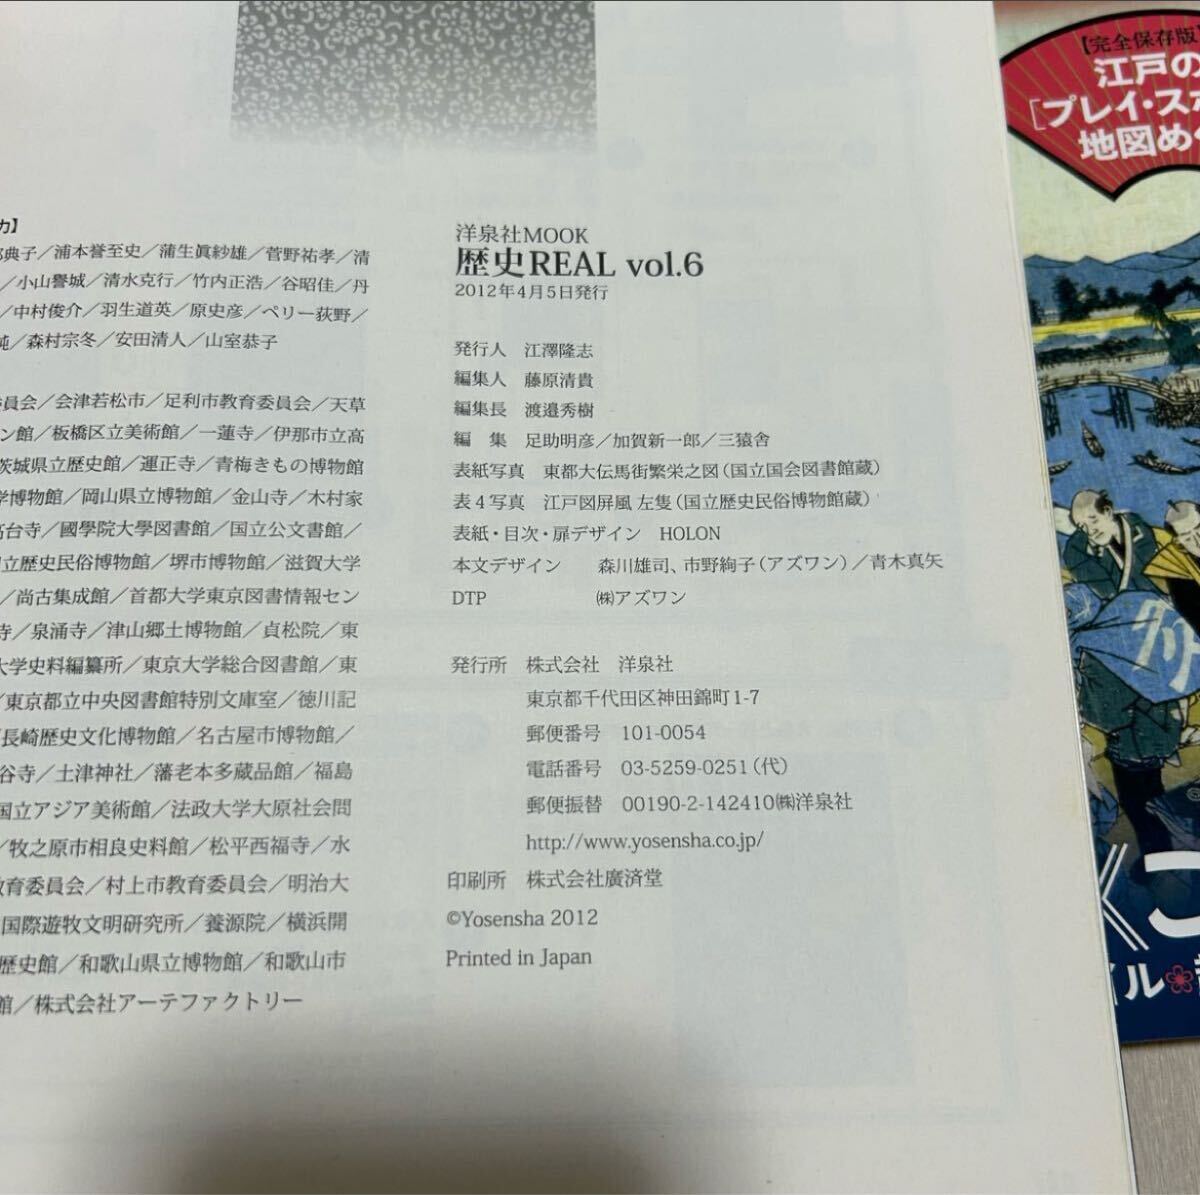 力】
典子／浦本誉至史／蒲生眞紗雄／菅野祐孝／清
／小山譽城／清水克行／竹内正浩／谷昭佳／丹
／中村俊介／羽生道英／原史彦／ペリー荻野／
純／森村宗冬／安田清人／山室恭子
員会／会津若松市／足利市教育委員会／天草
ン館／板橋区立美術館／一蓮寺／伊那市立高
茨城県立歴史館／運正寺／青梅きもの博物館
学博物館／岡山県立博物館／金山寺／木村家
高台寺／國學院大學図書館／国立公文書館／
国立歴史民俗博物館／堺市博物館／滋賀大学
／尚古集成館／首都大学東京図書情報セン
寺／泉涌寺／津山郷土博物館／貞松院／東
大学史料編纂所／東京大学総合図書館／東
／東京都立中央図書館特別文庫室／徳川記
長崎歴史文化博物館／名古屋市博物館／
谷寺／土津神社／藩老本多蔵品館／福島
国立アジア美術館／法政大学大原社会問
／牧之原市相良史料館／松平西福寺／水
教育委員会／村上市教育委員会／明治大
国際遊牧文明研究所／養源院／横浜開
歴史館／和歌山県立博物館／和歌山市
館／株式会社アーテファクトリー
洋泉社MOOK
歴史REAL vol.6
2012年4月5日発行
発行人 江澤隆志
編集人 藤原清貴
編集長 渡邉秀樹
編 集 足助明彦／加賀新一郎／三猿舎
表紙写真 東都大伝馬街繁栄之図（国立国会図書館蔵）
表4写真 江戸図屏風 左隻（国立歴史民俗博物館蔵）
表紙・目次・扉デザイン HOLON
本文デザイン 森川雄司、市野絢子（アズワン）／青木真矢
DTP ㈱アズワン
発行所 株式会社 洋泉社
東京都千代田区神田錦町1-7
郵便番号 101-0054
電話番号 03-5259-0251（代）
郵便振替 00190-2-142410㈱洋泉社
http://www.yosensha.co.jp/
印刷所 株式会社廣済堂
©Yosensha 2012
Printed in Japan
【完全保存版】
江戸の
［プレイ・スポ
地図め
イル